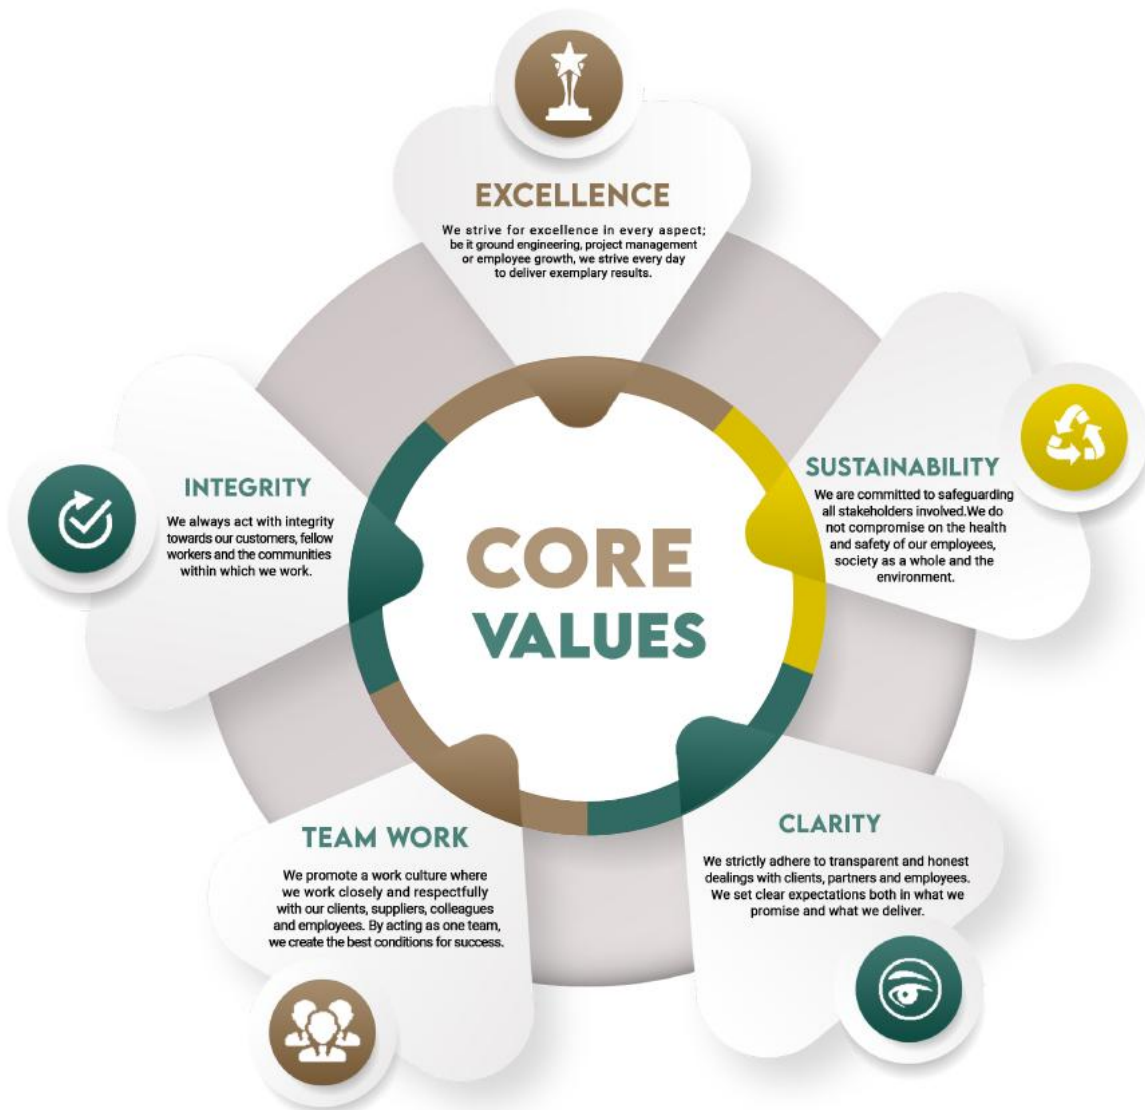 EXCELLENCE
We strive for excellence in every aspect;
be it ground engineering, project management
or employee growth, we strive every day
to deliver exemplary results.
SUSTAINABILITY
We are committed to safeguarding
all stakeholders involved.We do
not compromise on the health
and safety of our employees,
society as a whole and the
environment.
INTEGRITY
We always act with integrity
towards our customers, fellow
workers and the communities
within which we work.
CORE
VALUES
CLARITY
We strictly adhere to transparent and honest
dealings with clients, partners and employees.
We set clear expectations both in what we
promise and what we deliver.
TEAM WORK
We promote a work culture where
we work closely and respectfully
with our clients, suppliers, colleagues
and employees. By acting as one team,
we create the best conditions for success.